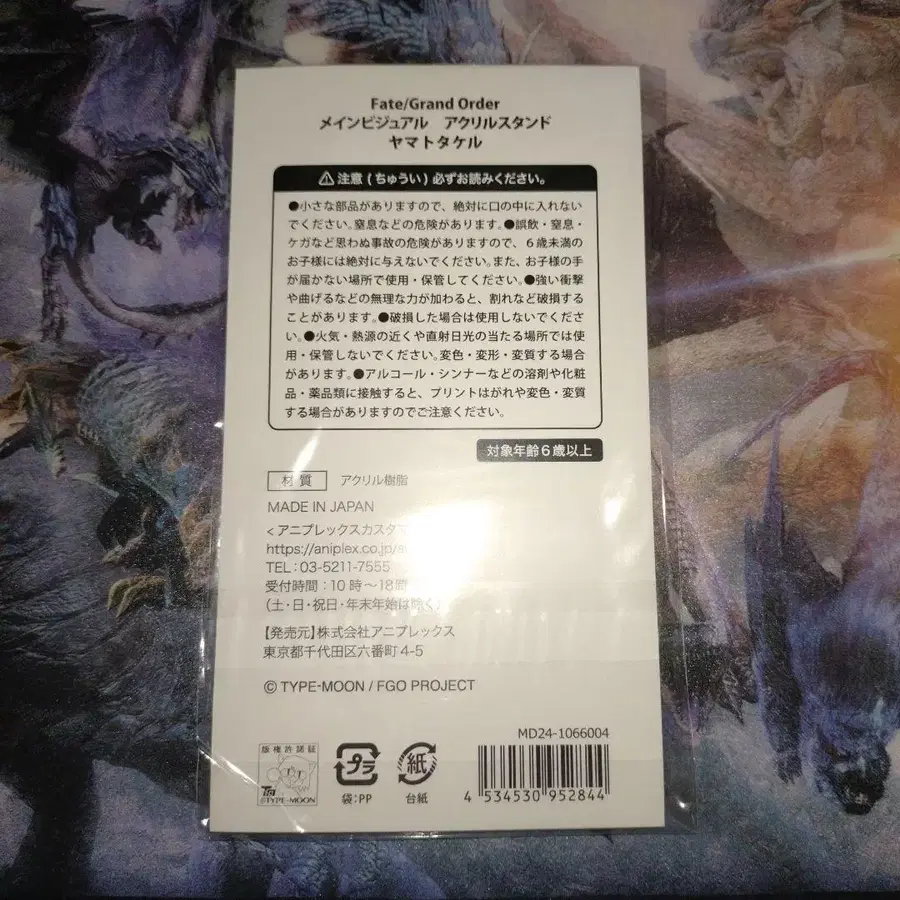 Fate/Grand Order
メインビジュアル　アクリルスタンド
ヤマトタケル
⚠注意(ちゅうい)必ずお読みください。
●小さな部品がありますので、絶対に口の中に入れない
でください。窒息などの危険があります。●誤飲・窒息・
ケガなど思わぬ事故の危険がありますので、6歳未満の
お子様には絶対に与えないでください。また、お子様の手
が届かない場所で使用・保管してください。●強い衝撃
や曲げるなどの無理な力が加わると、割れなど破損する
ことがあります。●破損した場合は使用しないでくださ
い。●火気・熱源の近くや直射日光の当たる場所では使
用・保管しないでください。変色・変形・変質する場合
があります。●アルコール・シンナーなどの溶剤や化粧
品・薬品類に接触すると、プリントはがれや変色・変質
する場合がありますのでご注意ください。
対象年齢6歳以上
材質 アクリル樹脂
MADE IN JAPAN
<アニプレックスカスタマ
https://aniplex.co.jp/
TEL:03-5211-7555
受付時間:10時～18時
(土・日・祝日・年末年始は除く)
【発売元】株式会社アニプレックス
東京都千代田区六番町4-5
© TYPE-MOON / FGO PROJECT
MD24-1066004
版権許諾証
©TYPE-MOON
プラ
袋:PP
紙
台紙
4 534530 952844